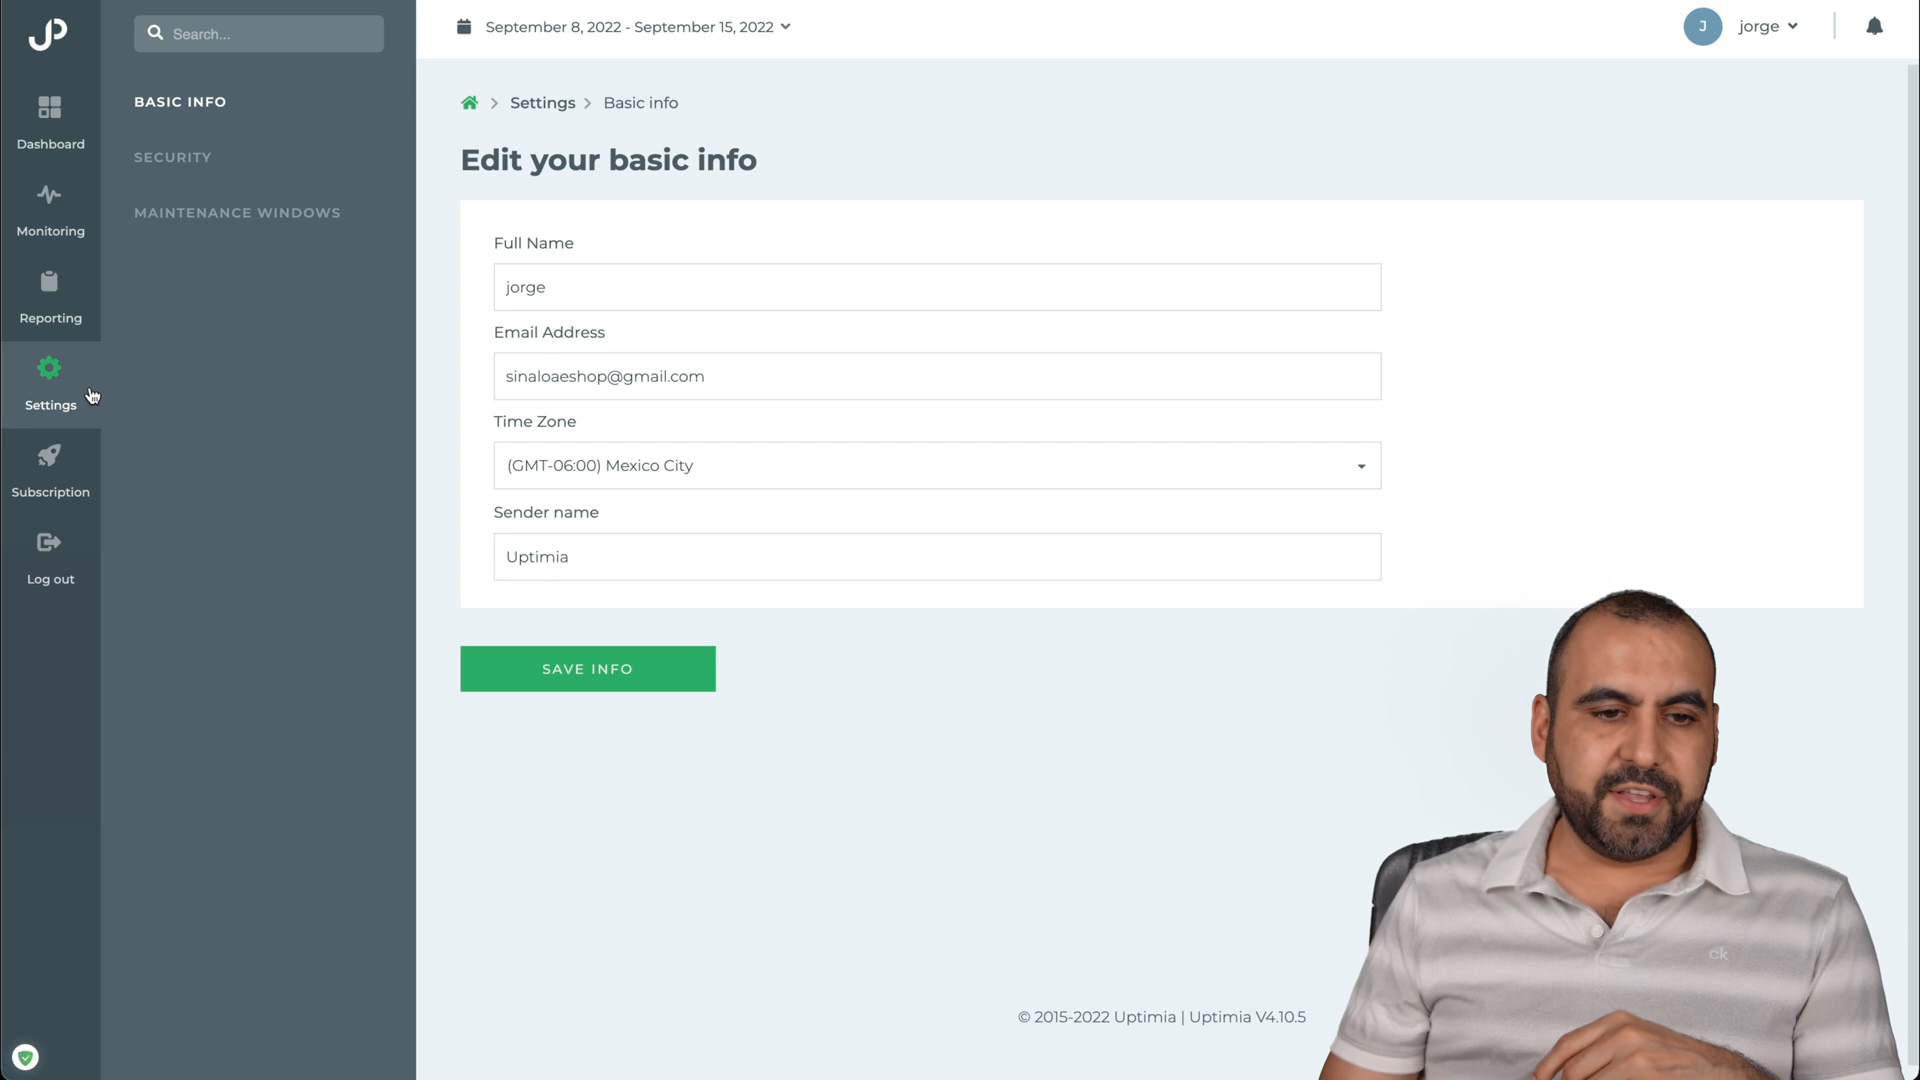 Search...
September 8, 2022 - September 15, 2022
J
jorge
Dashboard
Monitoring
Reporting
Settings
Subscription
Log out
BASIC INFO
SECURITY
MAINTENANCE WINDOWS
Settings
Basic info
Edit your basic info
Full Name
jorge
Email Address
sinaloaeshop@gmail.com
Time Zone
(GMT-06:00) Mexico City
Sender name
Uptimia
SAVE INFO
ck
© 2015-2022 Uptimia | Uptimia V4.10.5